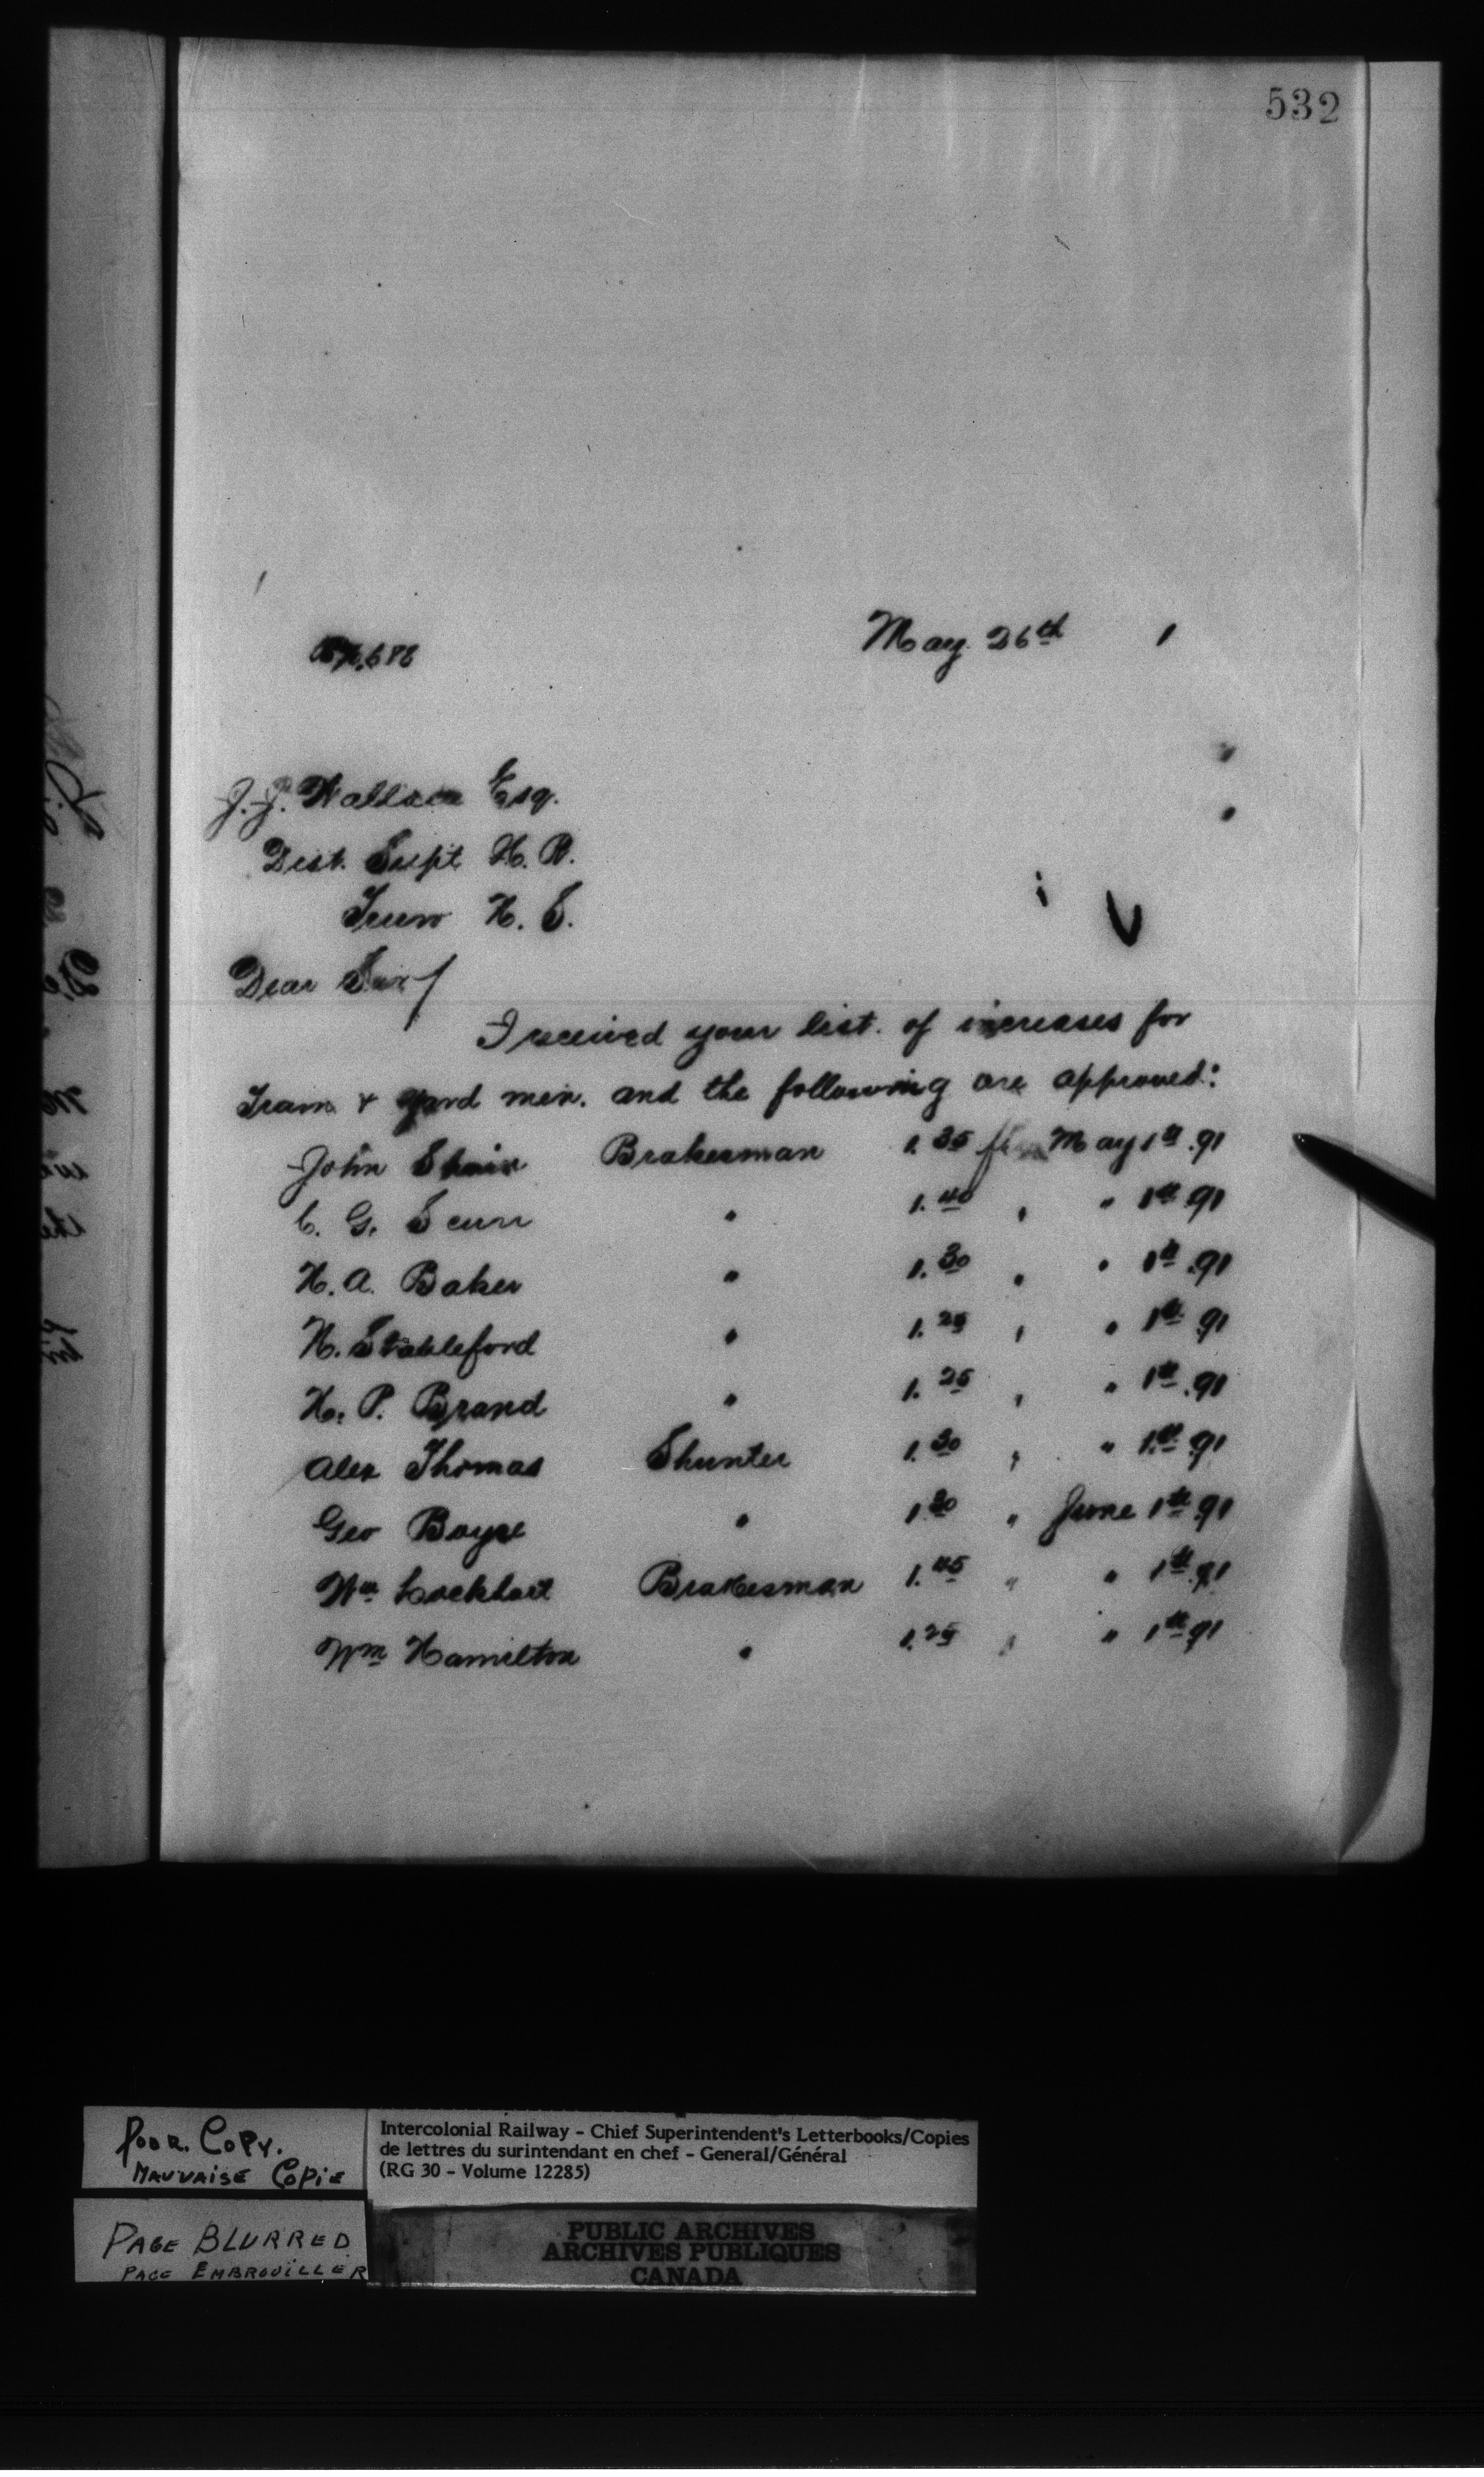 532
May 26th 1
J. J. Wallace Esq.
Dist. Supt H. R.
Truro N. S.
Dear Sir/
I received your list of increases for
Train & yard men. and the following are approved:
John Brakesman 1.35 from May 1st 91
C. G. " 1.40 " " 1st 91
H. A. Baker " 1.30 " " 1st 91
H. Stableford " 1.25 " " 1st 91
H. P. Brand " 1.25 " " 1st 91
Alex Thomas Shunter 1.30 " " 1st 91
Geo Boyce " 1.30 " June 1st 91
Wm Lockhart Brakesman 1.45 " " 1st 91
Wm Hamilton " 1.25 " " 1st 91
POOR. COPY.
MAUVAISE COPIE
PAGE BLURRED
PAGE EMBROUILLER
Intercolonial Railway - Chief Superintendent's Letterbooks/Copies
de lettres du surintendant en chef - General/Général
(RG 30 - Volume 12285)
PUBLIC ARCHIVES
ARCHIVES PUBLIQUES
CANADA